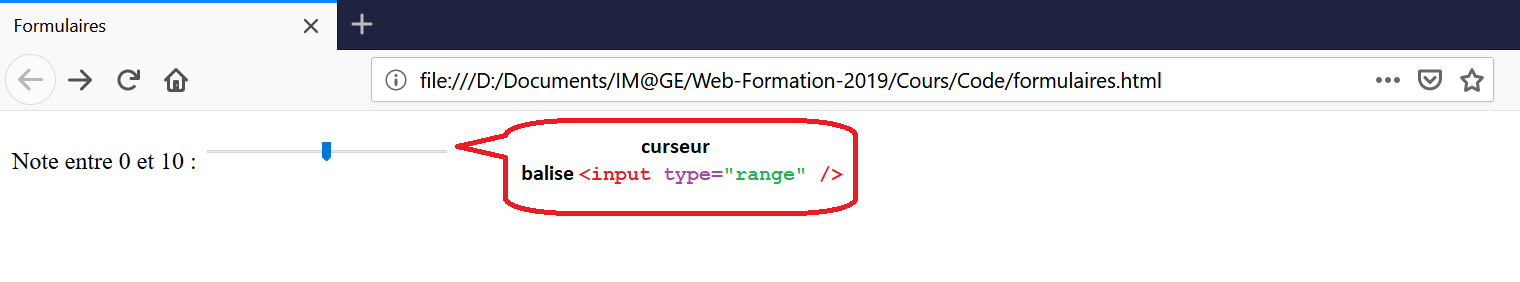 Formulaires
file:///D:/Documents/IM@GE/Web-Formation-2019/Cours/Code/formulaires.html
Note entre 0 et 10 :
curseur
balise <input type="range" />